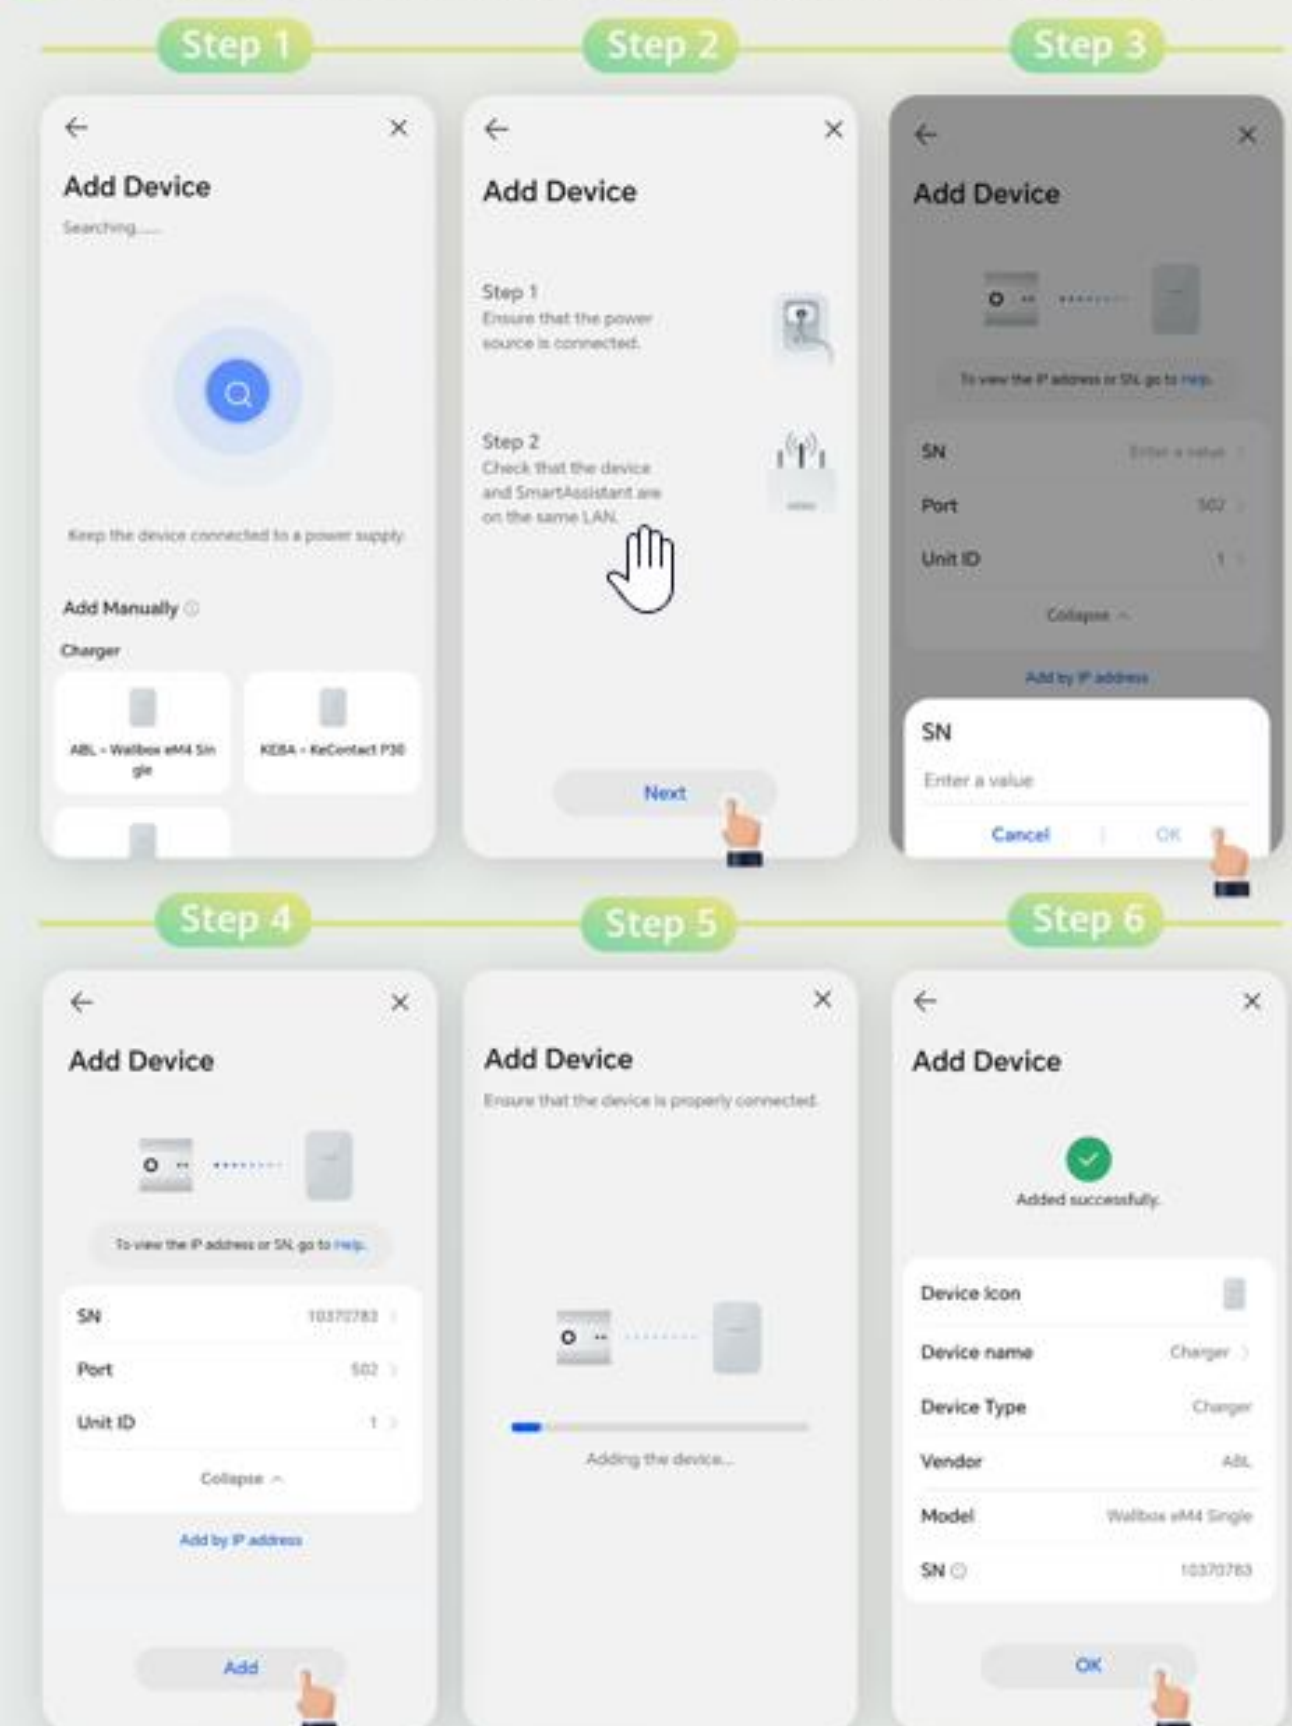 Step 1
Step 2
Step 3
Add Device
Searching......
Keep the device connected to a power supply.
Add Manually
Charger
ABL - Wallbox eM4 Sin
gle
KEBA - KeContact P30
Add Device
Step 1
Ensure that the power
source is connected.
Step 2
Check that the device
and SmartAssistant are
on the same LAN.
Next
Add Device
To view the IP address or SN, go to Help.
SN
Enter a value
Port
502
Unit ID
1
Collapse
Add by IP address
SN
Enter a value
Cancel
OK
Step 4
Step 5
Step 6
Add Device
To view the IP address or SN, go to Help.
SN
10370783
Port
502
Unit ID
1
Collapse
Add by IP address
Add
Add Device
Ensure that the device is properly connected.
Adding the device...
Add Device
Added successfully.
Device Icon
Device name
Charger
Device Type
Charger
Vendor
ABL
Model
Wallbox eM4 Single
SN
10370783
OK